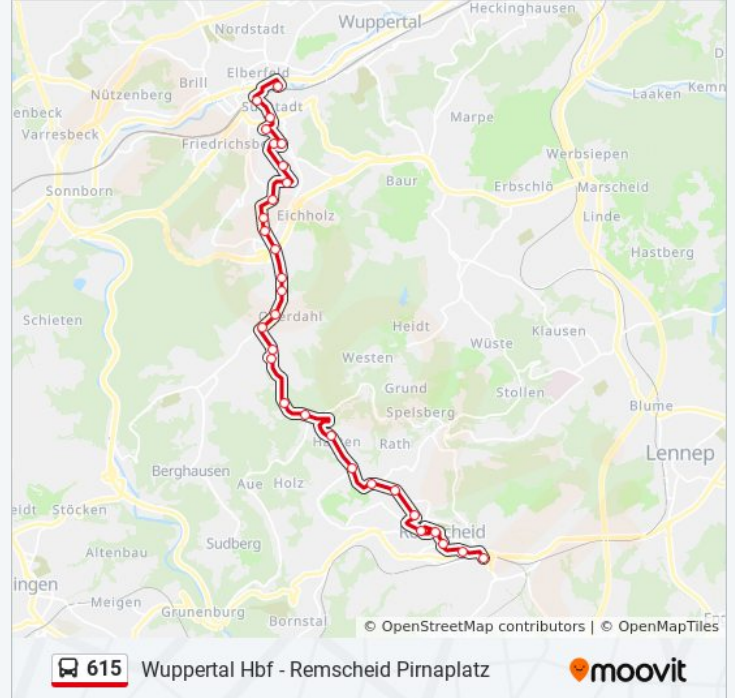 Heckinghausen
Wuppertal
Nordstadt
Elberfeld
Brill
Nützenberg
Laaken
enbeck
Varresbeck
Marpe
Friedrichsbe
Werbsiepen
Baur
Erbschlö
Marscheid
Sonnborn
Eichholz
Linde
Hastberg
Schieten
Heidt
Klausen
Wüste
Westen
Grund
Stollen
Spelsberg
Blume
Rath
Lennep
Berghausen
Aue
Holz
Stöcken
Sudberg
Altenbau
ingen
Meigen
Grunenburg
Bornstal
© OpenStreetMap contributors | © OpenMapTiles
615 Wuppertal Hbf - Remscheid Pirnaplatz moovit